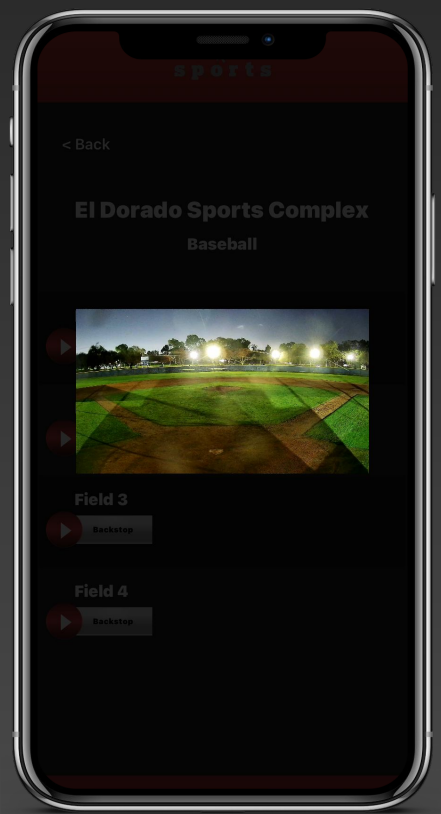 sports
< Back
El Dorado Sports Complex
Baseball
Field 3
Backstop
Field 4
Backstop